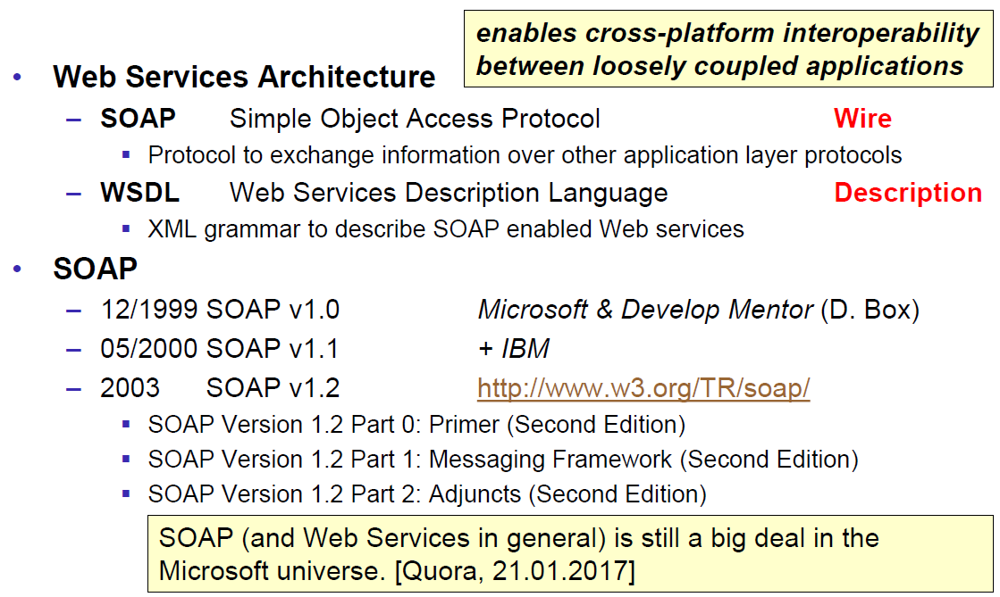 enables cross-platform interoperability
between loosely coupled applications
• Web Services Architecture
– SOAP Simple Object Access Protocol Wire
▪ Protocol to exchange information over other application layer protocols
– WSDL Web Services Description Language Description
▪ XML grammar to describe SOAP enabled Web services
• SOAP
– 12/1999 SOAP v1.0 Microsoft & Develop Mentor (D. Box)
– 05/2000 SOAP v1.1 + IBM
– 2003 SOAP v1.2 http://www.w3.org/TR/soap/
▪ SOAP Version 1.2 Part 0: Primer (Second Edition)
▪ SOAP Version 1.2 Part 1: Messaging Framework (Second Edition)
▪ SOAP Version 1.2 Part 2: Adjuncts (Second Edition)
SOAP (and Web Services in general) is still a big deal in the
Microsoft universe. [Quora, 21.01.2017]